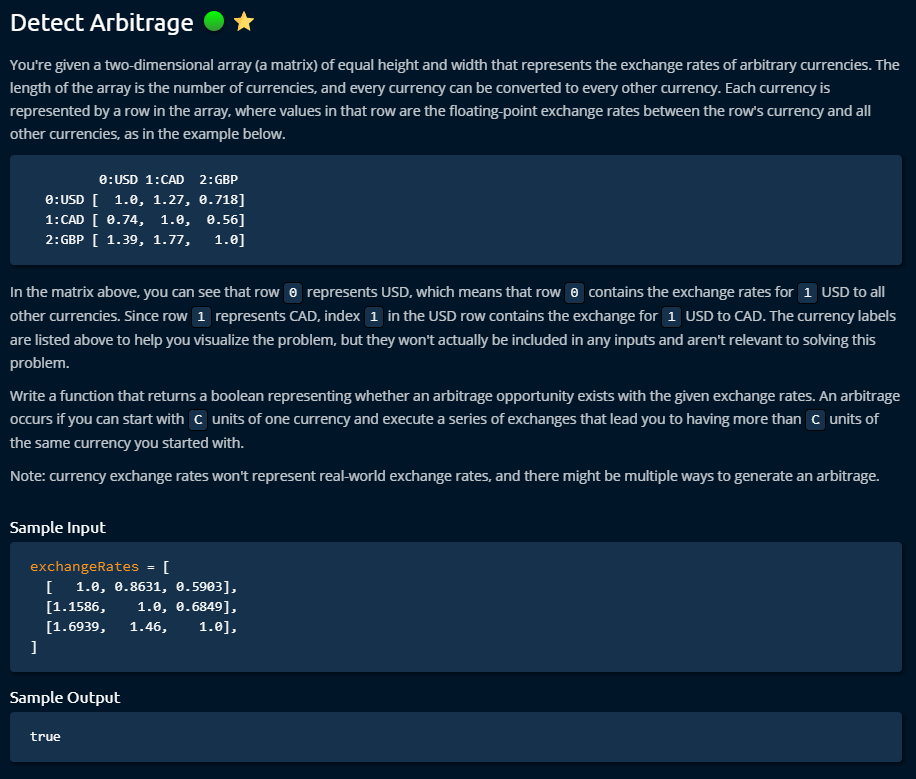 Detect Arbitrage
You're given a two-dimensional array (a matrix) of equal height and width that represents the exchange rates of arbitrary currencies. The
length of the array is the number of currencies, and every currency can be converted to every other currency. Each currency is
represented by a row in the array, where values in that row are the floating-point exchange rates between the row's currency and all
other currencies, as in the example below.
0:USD 1:CAD 2:GBP
0:USD [ 1.0, 1.27, 0.718]
1:CAD [ 0.74, 1.0, 0.56]
2:GBP [ 1.39, 1.77, 1.0]
In the matrix above, you can see that row 0 represents USD, which means that row 0 contains the exchange rates for 1 USD to all
other currencies. Since row 1 represents CAD, index 1 in the USD row contains the exchange for 1 USD to CAD. The currency labels
are listed above to help you visualize the problem, but they won't actually be included in any inputs and aren't relevant to solving this
problem.
Write a function that returns a boolean representing whether an arbitrage opportunity exists with the given exchange rates. An arbitrage
occurs if you can start with C units of one currency and execute a series of exchanges that lead you to having more than C units of
the same currency you started with.
Note: currency exchange rates won't represent real-world exchange rates, and there might be multiple ways to generate an arbitrage.
Sample Input
exchangeRates = [
[ 1.0, 0.8631, 0.5903],
[1.1586, 1.0, 0.6849],
[1.6939, 1.46, 1.0],
]
Sample Output
true